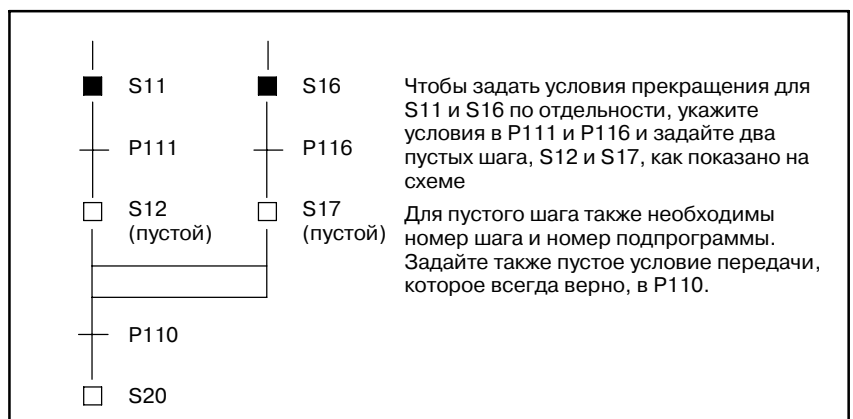 S11
S16
P111
P116
S12
(пустой)
S17
(пустой)
P110
S20
Чтобы задать условия прекращения для
S11 и S16 по отдельности, укажите
условия в P111 и P116 и задайте два
пустых шага, S12 и S17, как показано на
схеме
Для пустого шага также необходимы
номер шага и номер подпрограммы.
Задайте также пустое условие передачи,
которое всегда верно, в P110.